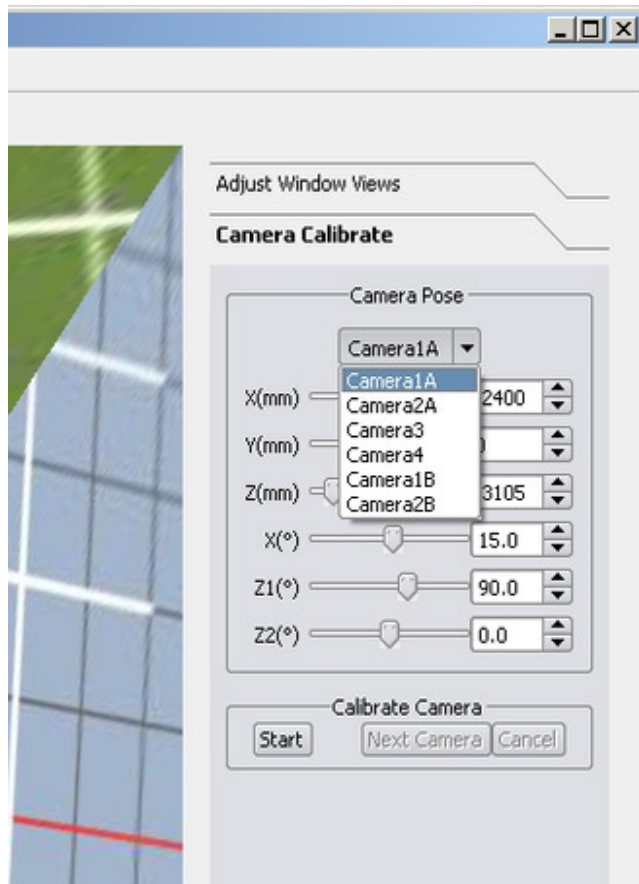 Adjust Window Views
Camera Calibrate
Camera Pose
Camera1A
Camera1A
Camera2A
Camera3
Camera4
Camera1B
Camera2B
X(mm) 2400
Y(mm)
Z(mm) 3105
X(°) 15.0
Z1(°) 90.0
Z2(°) 0.0
Calibrate Camera
Start Next Camera Cancel